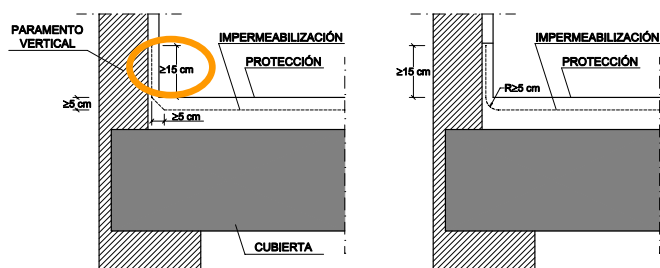 PARAMENTO
VERTICAL
IMPERMEABILIZACIÓN
PROTECCIÓN
≥15 cm
≥5 cm
≥5 cm
CUBIERTA
IMPERMEABILIZACIÓN
PROTECCIÓN
≥15 cm
R≥5 cm